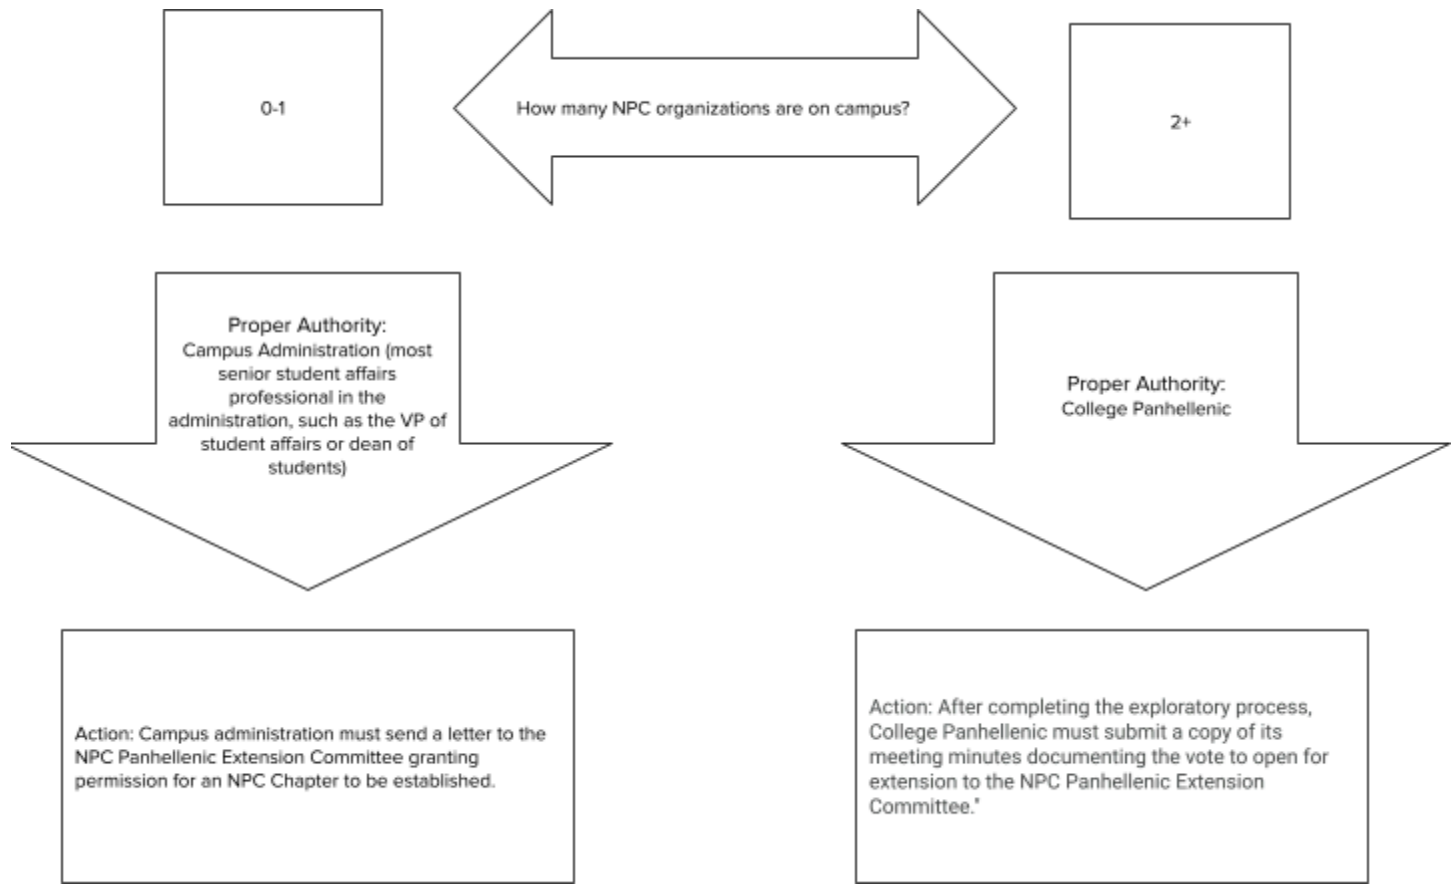 0-1
How many NPC organizations are on campus?
2+
Proper Authority:
Campus Administration (most
senior student affairs
professional in the
administration, such as the VP of
student affairs or dean of
students)
Proper Authority:
College Panhellenic
Action: Campus administration must send a letter to the
NPC Panhellenic Extension Committee granting
permission for an NPC Chapter to be established.
Action: After completing the exploratory process,
College Panhellenic must submit a copy of its
meeting minutes documenting the vote to open for
extension to the NPC Panhellenic Extension
Committee."